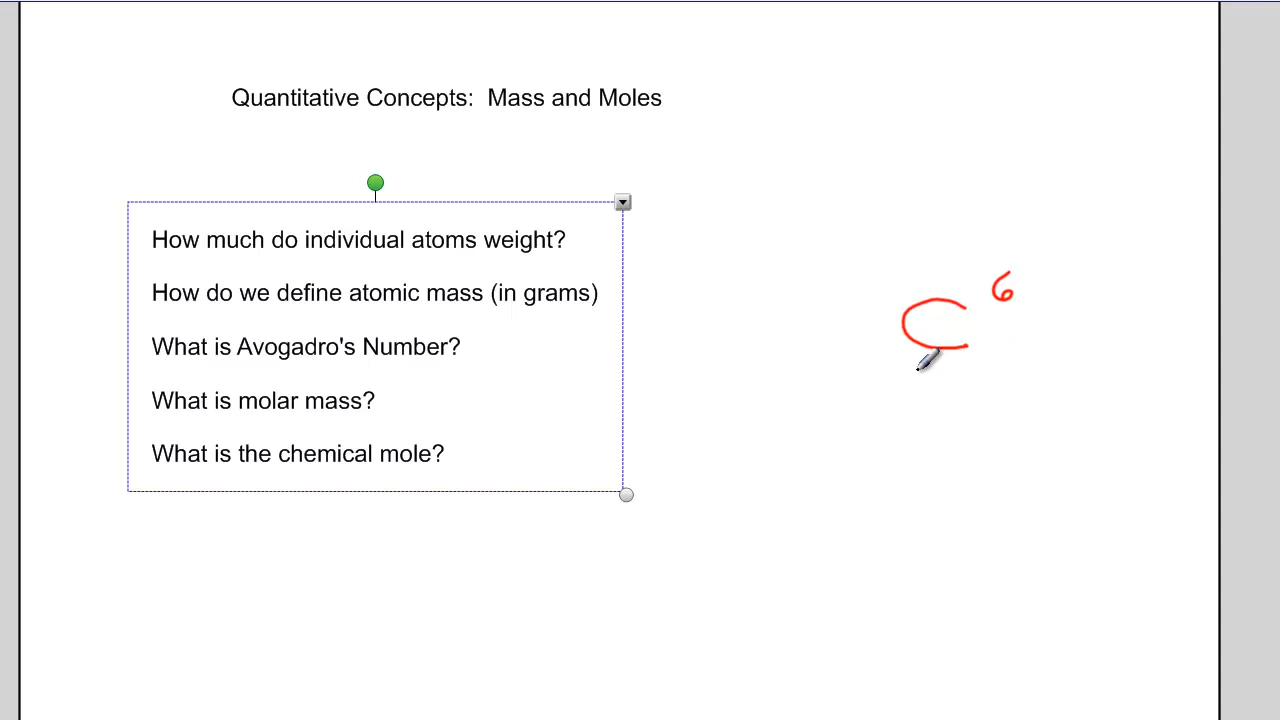 Quantitative Concepts:  Mass and Moles
How much do individual atoms weight?
How do we define atomic mass (in grams)
What is Avogadro's Number?
What is molar mass?
What is the chemical mole?
6
C